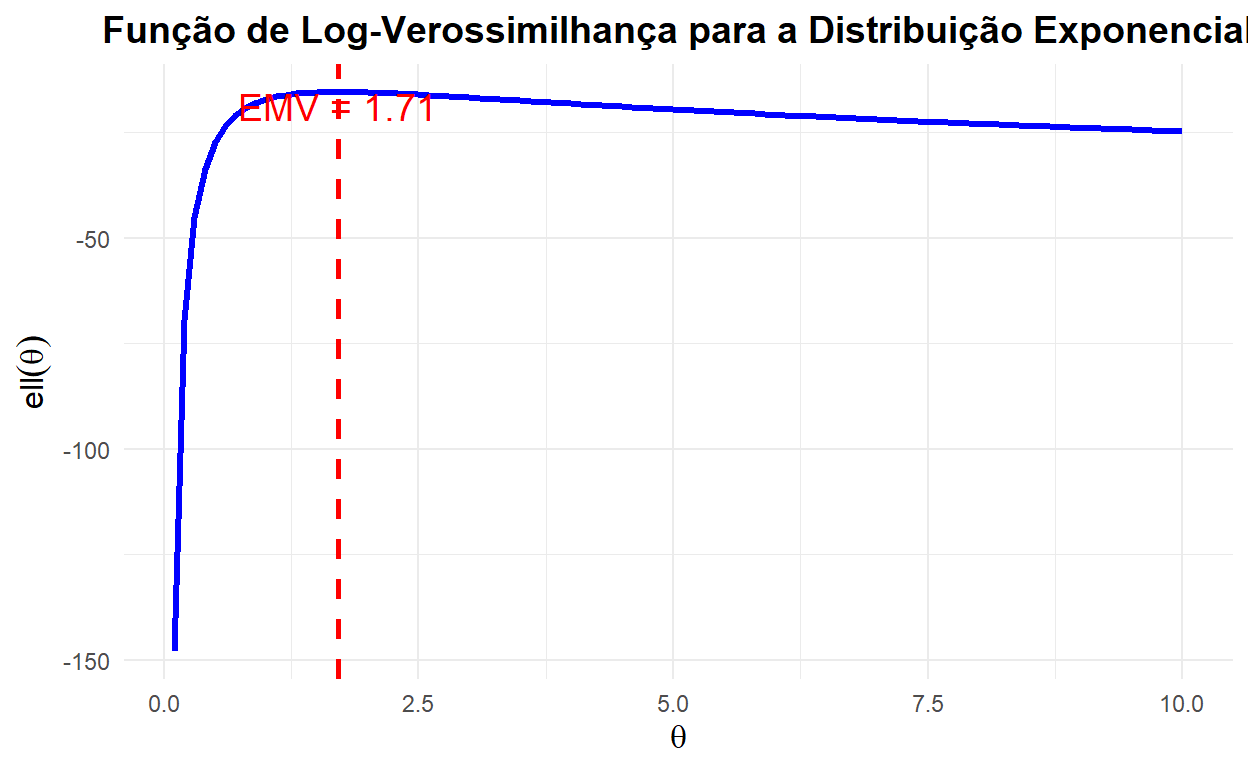 Função de Log-Verossimilhança para a Distribuição Exponencial
EMV = 1.71
-50
-100
-150
ell(θ)
0.0 2.5 5.0 7.5 10.0
θ